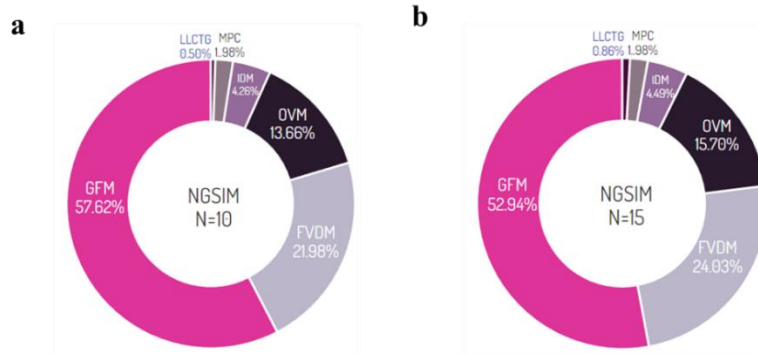 a
LLCTG
0.50%
MPC
1..98%
IDM
4.26%
OVM
13.66%
GFM
57.62%
NGSIM
N=10
FVDM
21.98%
b
LLCTG
0.86%
MPC
1..98%
IDM
4.49%
OVM
15.70%
GFM
52.94%
NGSIM
N=15
FVDM
24.03%